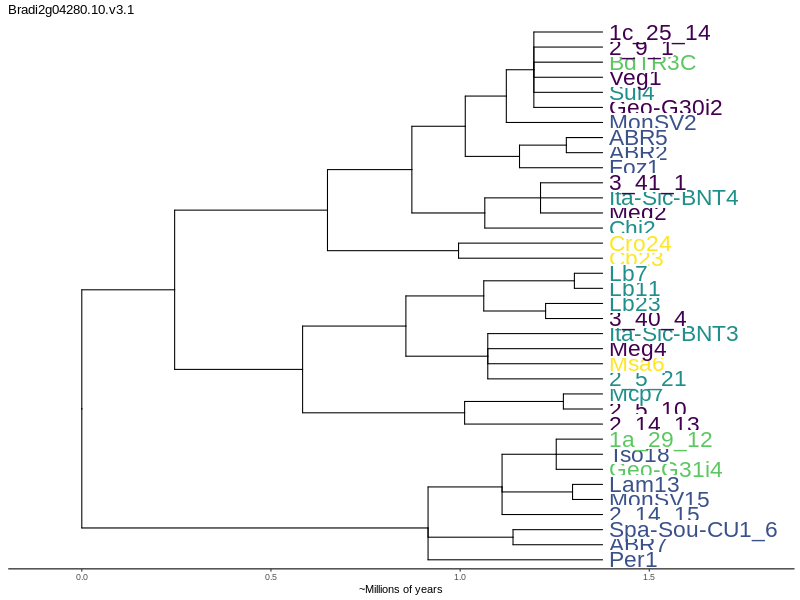 Bradi2g04280.10.v3.1
1c_25_14
2_9_1
BdTR3C
Veg1
Sul4
Geo-G30i2
MonSV2
ABR5
ABR2
Foz1
3_41_1
Ita-Sic-BNT4
Med2
Chi2
Cro24
Cb23
Lb7
Lb11
Lb23
3_40_4
Ita-Sic-BNT3
Meg4
Msa6
2_5_21
Mcp7
2_5_10
2_14_13
1a_29_12
Tso18
Geo-G31i4
Lam13
MonSV15
2_14_15
Spa-Sou-CU1_6
ABR7
Per1
0.0 0.5 1.0 1.5
~Millions of years